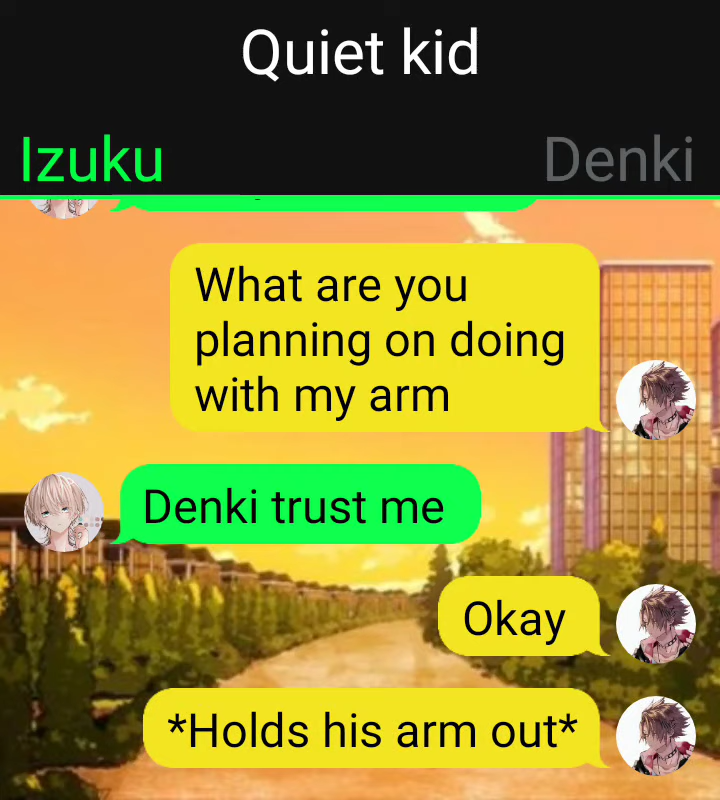 Quiet kid
Izuku
Denki
What are you
planning on doing
with my arm
Denki trust me
Okay
*Holds his arm out*